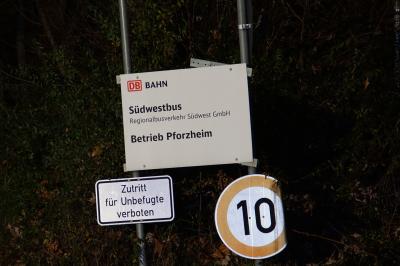 DB BAHN
Südwestbus
Regionalbusverkehr Südwest GmbH
Betrieb Pforzheim
Zutritt
für Unbefugte
verboten
10